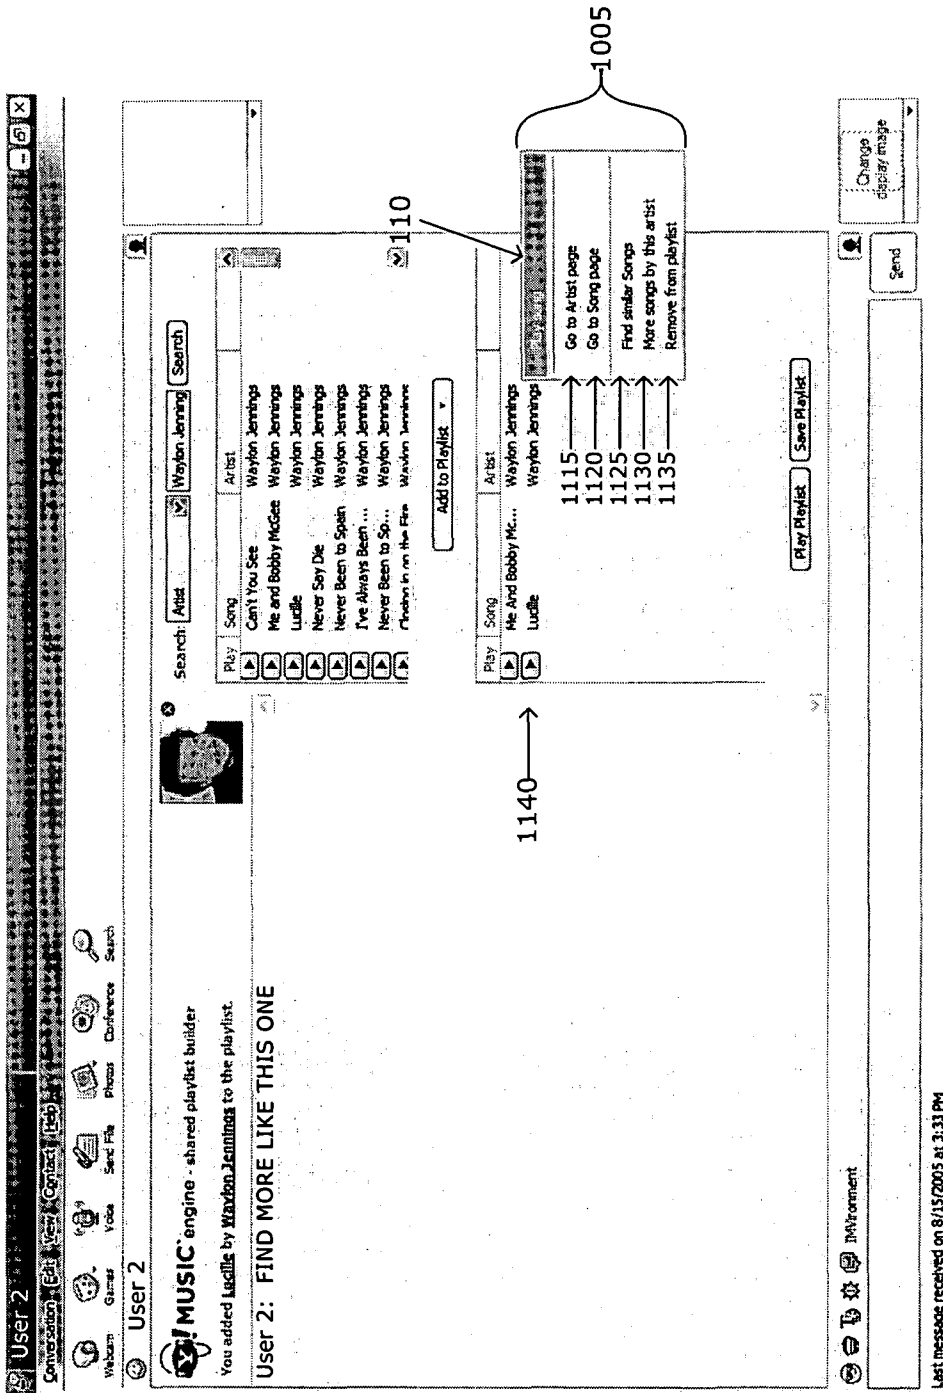 User 2
Conversation Edit View Contact Help
Webcam Games Voice Send File Photos Conference Search
User 2
Y! MUSIC engine - shared playlist builder
You added Lucille by Waylon Jennings to the playlist.
User 2: FIND MORE LIKE THIS ONE
Search: Artist Waylon Jenning Search
Play Song Artist
Can't You See Waylon Jennings
Me and Bobby McGee Waylon Jennings
Lucille Waylon Jennings
Never Say Die Waylon Jennings
Never Been to Spain Waylon Jennings
I've Always Been ... Waylon Jennings
Never Been to Sp... Waylon Jennings
on the Fire Waylon Jennings
Add to Playlist
110
Play Song Artist
Me And Bobby Mc... Waylon Jennings
Lucille Waylon Jennings
1140
1005
1115 Go to Artist page
1120 Go to Song page
1125 Find similar Songs
1130 More songs by this artist
1135 Remove from playlist
Play Playlist Save Playlist
Change
display image
IMVironment
Send
Last message received on 8/15/2005 at 3:33 PM